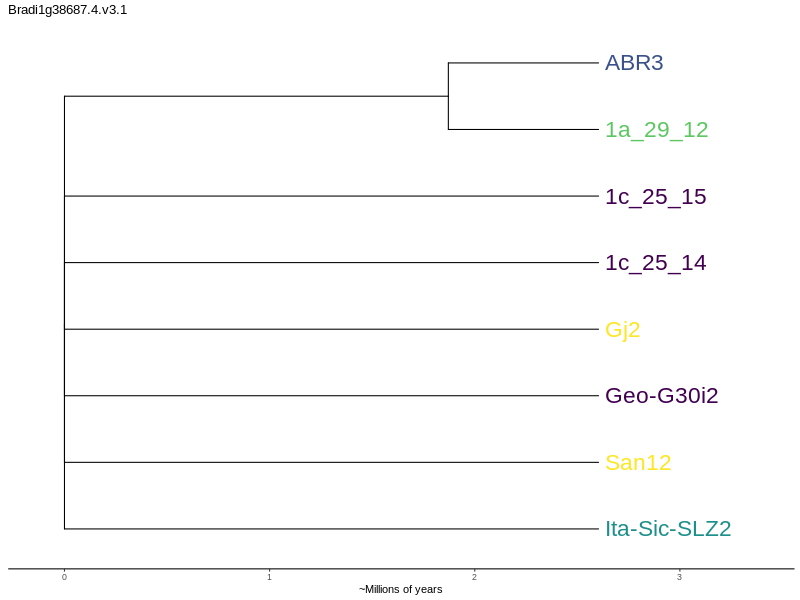 Bradi1g38687.4.v3.1
ABR3
1a_29_12
1c_25_15
1c_25_14
Gj2
Geo-G30i2
San12
Ita-Sic-SLZ2
0 1 2 3
~Millions of years